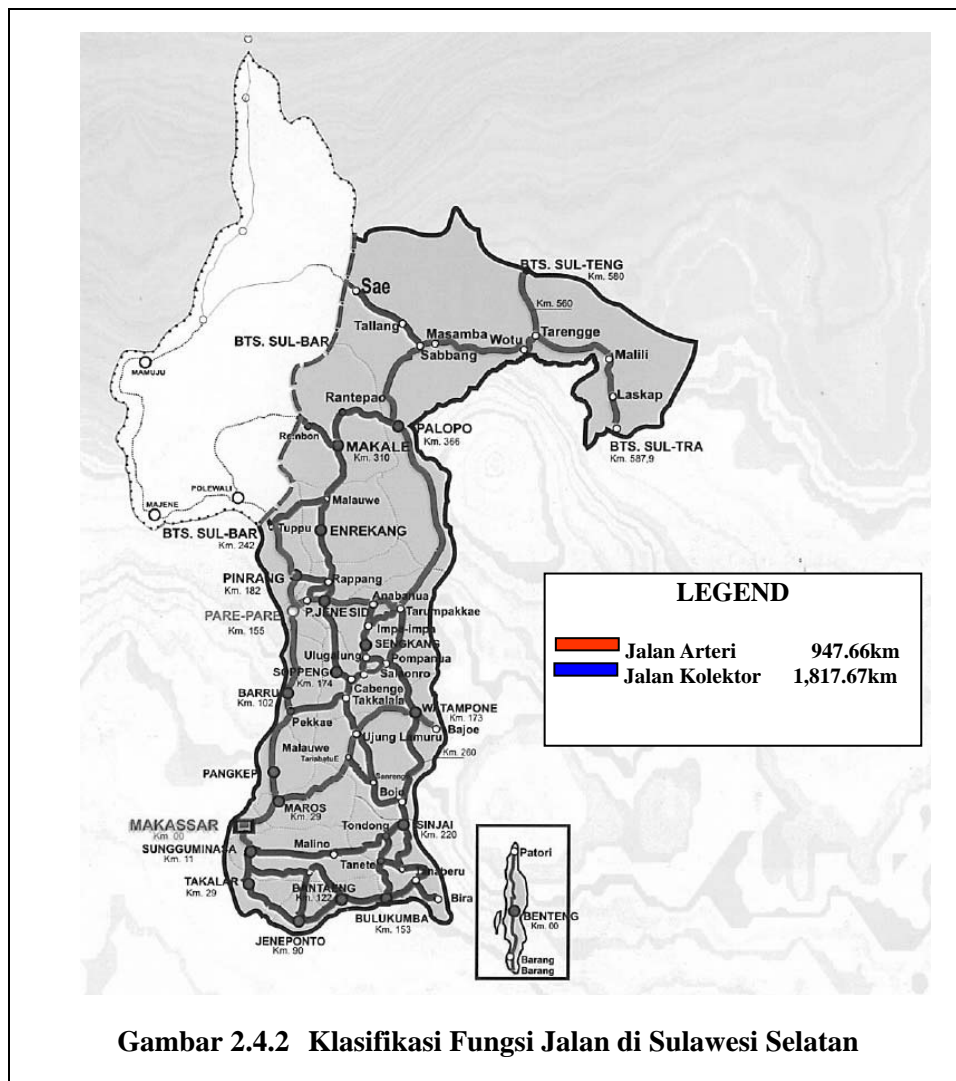 BTS. SUL-TENG
Km. 580
Sae
Km. 560
Tallang
Masamba
Wotu
Tarengge
BTS. SUL-BAR
Sabbang
Malili
MAMUJU
Laskap
Rantepao
PALOPO
Km. 366
BTS. SUL-TRA
Km. 587,9
Rembon
MAKALE
Km. 310
POLEWALI
Malauwe
MAJENE
Tuppu
ENREKANG
BTS. SUL-BAR
Km. 242
PINRANG
Km. 182
Rappang
LEGEND
Anabanua
PARE-PARE
Km. 155
P.JENE SID
Tarumpakkae
Impa-Impa
Jalan Arteri 947.66km
Jalan Kolektor 1,817.67km
SENGKANG
Ulugalung
Pompanua
SOPPENG
Km. 174
Salaonro
BARRU
Km. 102
Cabenge
Takkalala
WATAMPONE
Km. 173
Pekkae
Bajoe
Ujung Lamuru
Malauwe
Km. 260
PANGKEP
Bojo
MAROS
Km. 29
MAKASSAR
Km. 00
Tondong
SINJAI
Km. 220
SUNGGUMINASA
Km. 11
Malino
Patori
Tanete
TAKALAR
Km. 29
BANTAENG
Km. 122
Bira
BENTENG
Km. 00
BULUKUMBA
Km. 153
JENEPONTO
Km. 90
Barang
Barang
Gambar 2.4.2 Klasifikasi Fungsi Jalan di Sulawesi Selatan